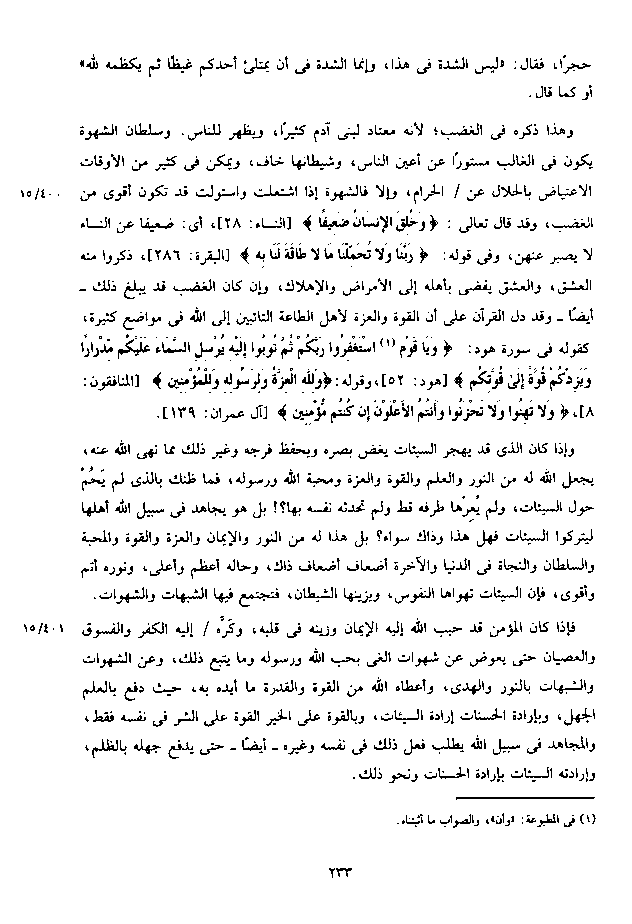 حجرًا، فقال: «ليس الشدة فى هذا، وإنما الشدة فى أن يمتلئ أحدكم غيظًا ثم يكظمه لله»
أو كما قال.
وهذا ذكره فى الغضب؛ لأنه معتاد لبنى آدم كثيرًا، ويظهر للناس. وسلطان الشهوة
يكون فى الغالب مستورًا عن أعين الناس، وشيطانها خاف، ويمكن فى كثير من الأوقات
الاعتياض بالحلال عن / الحرام، وإلا فالشهوة إذا اشتعلت واستولت قد تكون أقوى من ١٥/٤٠٠
الغضب، وقد قال تعالى : ﴿ وَخُلِقَ الإِنسَانُ ضَعِيفًا ﴾ [النساء: ٢٨]، أى: ضعيفا عن النساء
لا يصبر عنهن، وفى قوله: ﴿ رَبَّنَا وَلا تُحَمِّلْنَا مَا لا طَاقَةَ لَنَا بِهِ ﴾ [البقرة: ٢٨٦]، ذكروا منه
العشق، والعشق يفضى بأهله إلى الأمراض والإهلاك، وإن كان الغضب قد يبلغ ذلك ـ
أيضًا ـ وقد دل القرآن على أن القوة والعزة لأهل الطاعة التائبين إلى الله فى مواضع كثيرة،
كقوله فى سورة هود: ﴿ وَيَا قَوْمِ (١) اسْتَغْفِرُوا رَبَّكُمْ ثُمَّ تُوبُوا إِلَيْهِ يُرْسِلِ السَّمَاءَ عَلَيْكُم مِّدْرَارًا
وَيَزِدْكُمْ قُوَّةً إِلَىٰ قُوَّتِكُمْ ﴾ [هود: ٥٢]،وقوله:﴿وَلِلَّهِ الْعِزَّةُ وَلِرَسُولِهِ وَلِلْمُؤْمِنِينَ ﴾ [المنافقون:
٨]،﴿ وَلا تَهِنُوا وَلا تَحْزَنُوا وَأَنتُمُ الأَعْلَوْنَ إِن كُنتُم مُّؤْمِنِينَ ﴾ [آل عمران: ١٣٩].
وإذا كان الذى قد يهجر السيئات يغض بصره ويحفظ فرجه وغير ذلك مما نهى الله عنه،
يجعل الله له من النور والعلم والقوة والعزة ومحبة الله ورسوله، فما ظنك بالذى لم يَحُمْ
حول السيئات، ولم يُعِرْها طرفه قط ولم تحدثه نفسه بها؟! بل هو يجاهد فى سبيل الله أهلها
ليتركوا السيئات فهل هذا وذاك سواء؟ بل هذا له من النور والإيمان والعزة والقوة والمحبة
والسلطان والنجاة فى الدنيا والآخرة أضعاف أضعاف ذاك، وحاله أعظم وأعلى، ونوره أتم
وأقوى، فإن السيئات تهواها النفوس، ويزينها الشيطان، فتجتمع فيها الشبهات والشهوات.
فإذا كان المؤمن قد حبب الله إليه الإيمان وزينه فى قلبه، وكَرَّه / إليه الكفر والفسوق ١٥/٤٠١
والعصيان حتى يعوض عن شهوات الغى بحب الله ورسوله وما يتبع ذلك، وعن الشهوات
والشبهات بالنور والهدى، وأعطاه الله من القوة والقدرة ما أيده به، حيث دفع بالعلم
الجهل، وبإرادة الحسنات إرادة السيئات، وبالقوة على الخير القوة على الشر فى نفسه فقط،
والمجاهد فى سبيل الله يطلب فعل ذلك فى نفسه وغيره ـ أيضًا ـ حتى يدفع جهله بالظلم،
وإرادته السيئات بإرادة الحسنات ونحو ذلك.
(١) فى المطبوعة: «وأن»، والصواب ما أثبتناه.
٢٣٣